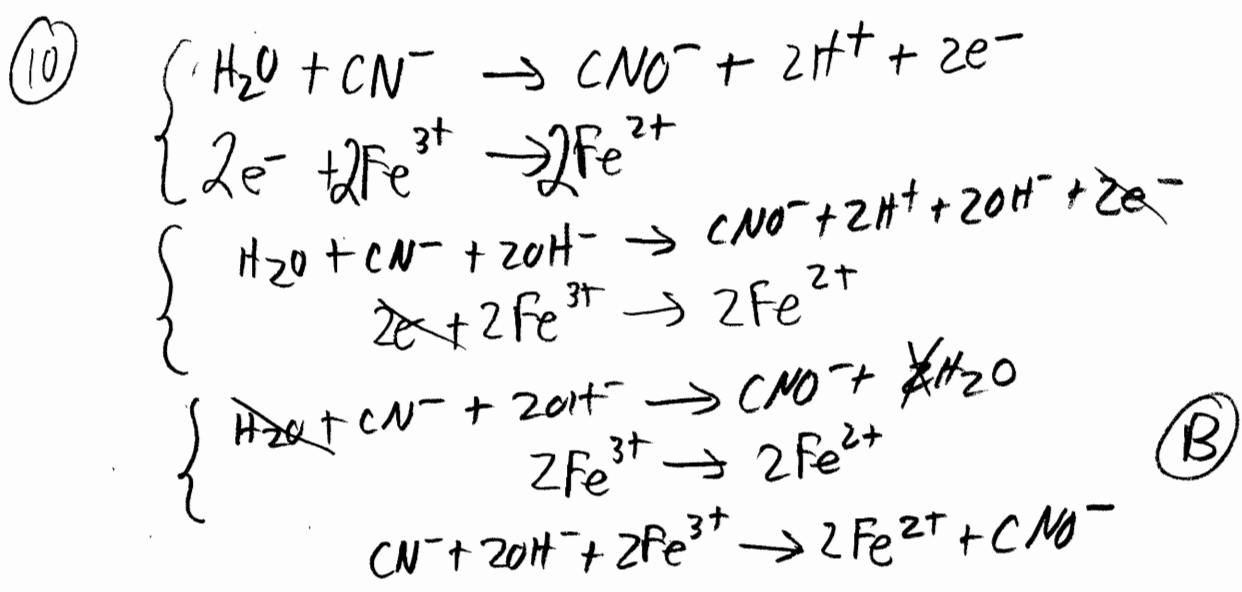 10 H₂O + CN⁻ → CNO⁻ + 2H⁺ + 2e⁻
2e⁻ + 2Fe³⁺ → 2Fe²⁺
H₂O + CN⁻ + 2OH⁻ → CNO⁻ + 2H⁺ + 2OH⁻ + 2e⁻
2e + 2Fe³⁺ → 2Fe²⁺
H₂O + CN⁻ + 2OH⁻ → CNO⁻ + 2H₂O
2Fe³⁺ → 2Fe²⁺
B
CN⁻ + 2OH⁻ + 2Fe³⁺ → 2Fe²⁺ + CNO⁻